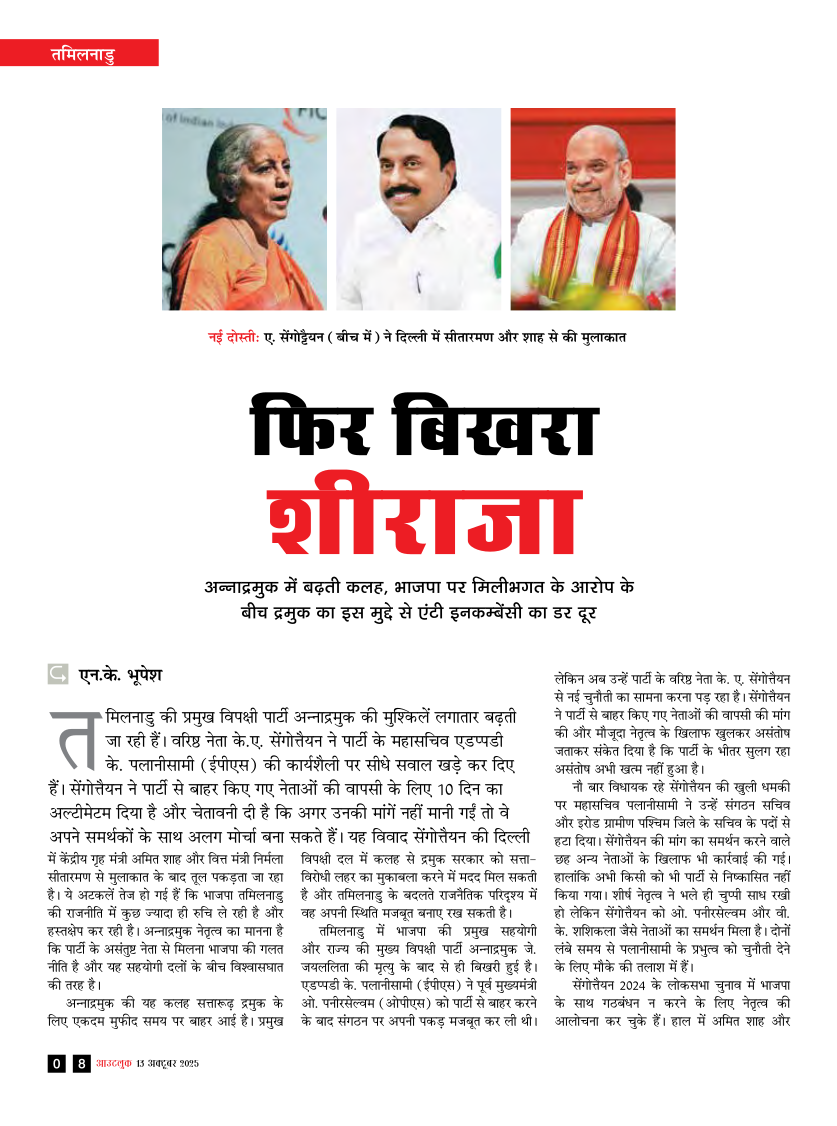 तमिलनाडु
of Indian Ind
FIC
नई दोस्ती: ए. सेंगोट्टैयन ( बीच में ) ने दिल्ली में सीतारमण और शाह से की मुलाकात
फिर बिखरा
शीराजा
अन्नाद्रमुक में बढ़ती कलह, भाजपा पर मिलीभगत के आरोप के
बीच द्रमुक का इस मुद्दे से एंटी इनकम्बेंसी का डर दूर
एन.के. भूपेश
तमिलनाडु की प्रमुख विपक्षी पार्टी अन्नाद्रमुक की मुश्किलें लगातार बढ़ती
जा रही हैं। वरिष्ठ नेता के.ए. सेंगोत्तैयन ने पार्टी के महासचिव एडप्पडी
के. पलानीसामी (ईपीएस) की कार्यशैली पर सीधे सवाल खड़े कर दिए
हैं। सेंगोत्तैयन ने पार्टी से बाहर किए गए नेताओं की वापसी के लिए 10 दिन का
अल्टीमेटम दिया है और चेतावनी दी है कि अगर उनकी मांगें नहीं मानी गईं तो वे
अपने समर्थकों के साथ अलग मोर्चा बना सकते हैं। यह विवाद सेंगोत्तैयन की दिल्ली
में केंद्रीय गृह मंत्री अमित शाह और वित्त मंत्री निर्मला
सीतारमण से मुलाकात के बाद तूल पकड़ता जा रहा
है। ये अटकलें तेज हो गई हैं कि भाजपा तमिलनाडु
की राजनीति में कुछ ज्यादा ही रुचि ले रही है और
हस्तक्षेप कर रही है। अन्नाद्रमुक नेतृत्व का मानना है
कि पार्टी के असंतुष्ट नेता से मिलना भाजपा की गलत
नीति है और यह सहयोगी दलों के बीच विश्वासघात
की तरह है।
अन्नाद्रमुक की यह कलह सत्तारूढ़ द्रमुक के
लिए एकदम मुफीद समय पर बाहर आई है। प्रमुख
विपक्षी दल में कलह से द्रमुक सरकार को सत्ता-
विरोधी लहर का मुकाबला करने में मदद मिल सकती
है और तमिलनाडु के बदलते राजनैतिक परिदृश्य में
वह अपनी स्थिति मजबूत बनाए रख सकती है।
तमिलनाडु में भाजपा की प्रमुख सहयोगी
और राज्य की मुख्य विपक्षी पार्टी अन्नाद्रमुक जे.
जयललिता की मृत्यु के बाद से ही बिखरी हुई है।
एडप्पडी के. पलानीसामी (ईपीएस) ने पूर्व मुख्यमंत्री
ओ. पनीरसेल्वम (ओपीएस) को पार्टी से बाहर करने
के बाद संगठन पर अपनी पकड़ मजबूत कर ली थी।
लेकिन अब उन्हें पार्टी के वरिष्ठ नेता के. ए. सेंगोत्तैयन
से नई चुनौती का सामना करना पड़ रहा है। सेंगोत्तैयन
ने पार्टी से बाहर किए गए नेताओं की वापसी की मांग
की और मौजूदा नेतृत्व के खिलाफ खुलकर असंतोष
जताकर संकेत दिया है कि पार्टी के भीतर सुलग रहा
असंतोष अभी खत्म नहीं हुआ है।
नौ बार विधायक रहे सेंगोत्तैयन की खुली धमकी
पर महासचिव पलानीसामी ने उन्हें संगठन सचिव
और इरोड ग्रामीण पश्चिम जिले के सचिव के पदों से
हटा दिया। सेंगोत्तैयन की मांग का समर्थन करने वाले
छह अन्य नेताओं के खिलाफ भी कार्रवाई की गई।
हालांकि अभी किसी को भी पार्टी से निष्कासित नहीं
किया गया। शीर्ष नेतृत्व ने भले ही चुप्पी साध रखी
हो लेकिन सेंगोत्तैयन को ओ. पनीरसेल्वम और वी.
के. शशिकला जैसे नेताओं का समर्थन मिला है। दोनों
लंबे समय से पलानीसामी के प्रभुत्व को चुनौती देने
के लिए मौके की तलाश में हैं।
सेंगोत्तैयन 2024 के लोकसभा चुनाव में भाजपा
के साथ गठबंधन न करने के लिए नेतृत्व की
आलोचना कर चुके हैं। हाल में अमित शाह और
08 आउटलुक 13 अक्टूबर 2025